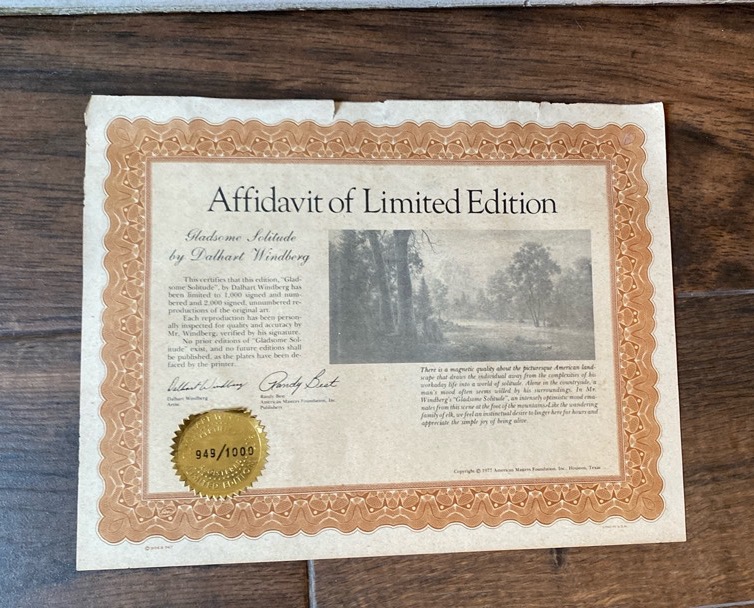 Affidavit of Limited Edition
Gladsome Solitude
by Dalhart Windberg
This certifies that this edition, "Glad-
some Solitude", by Dalhart Windberg has
been limited to 1,000 signed and num-
bered and 2,000 signed, unnumbered re-
productions of the original art.
Each reproduction has been person-
ally inspected for quality and accuracy by
Mr. Windberg, verified by his signature.
No prior editions of "Gladsome Sol-
itude" exist, and no future editions shall
be published, as the plates have been de-
faced by the printer.
Dalhart Windberg
Randy Best
Dalhart Windberg
Artist
Randy Best
American Masters Foundation, Inc.
Publishers
949/1000
REGISTERED
LIMITED EDITION
There is a magnetic quality about the picturesque American land-
scape that draws the individual away from the complexities of his
workaday life into a world of solitude. Alone in the countryside, a
man's mood often seems willed by his surroundings. In Mr.
Windberg's "Gladsome Solitude", an intensely optimistic mood ema-
nates from this scene at the foot of the mountains. Like the wandering
family of elk, we feel an instinctual desire to linger here for hours and
appreciate the simple joy of being alive.
Copyright © 1977 American Masters Foundation, Inc. Houston, Texas